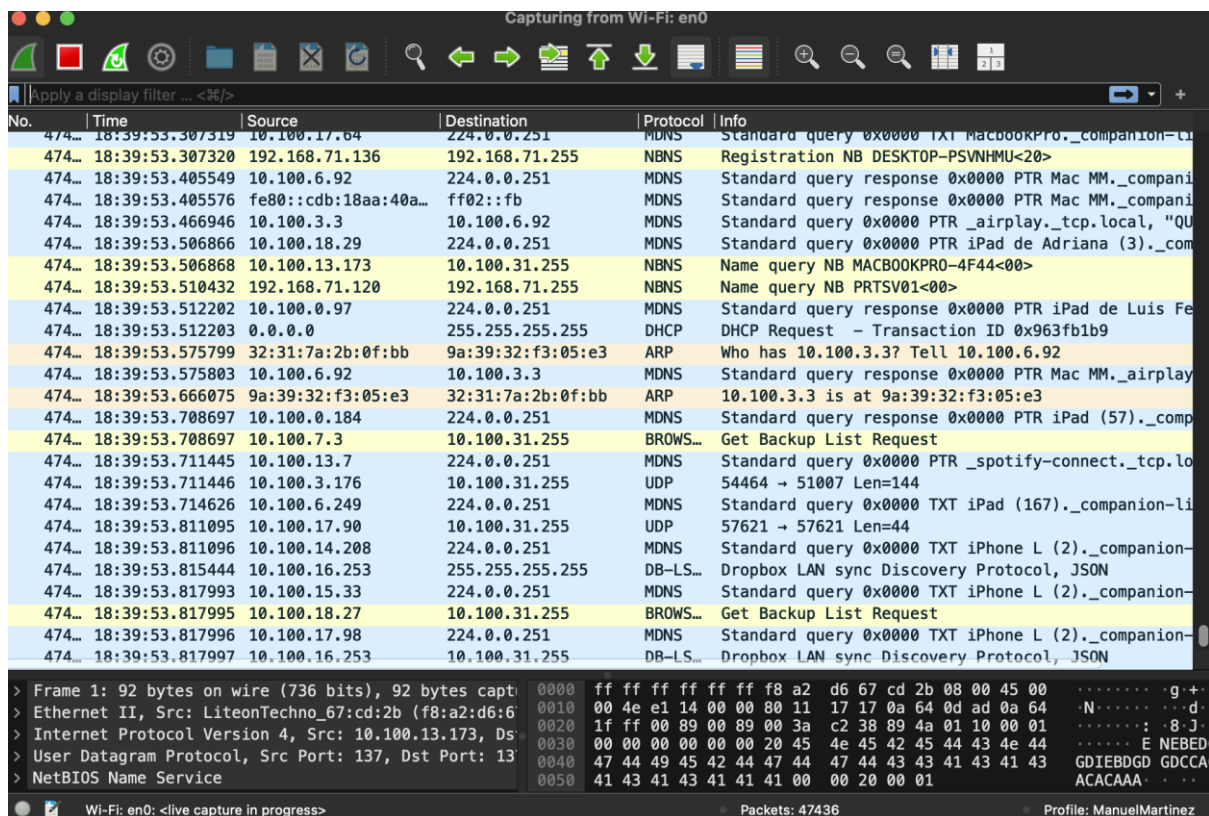 Capturing from Wi-Fi: en0
Apply a display filter ... <⌘/>
No. Time Source Destination Protocol Info
474… 18:39:53.307319 10.100.17.64 224.0.0.251 MDNS Standard query 0x0000 TXT MacbookPro._companion-li
474… 18:39:53.307320 192.168.71.136 192.168.71.255 NBNS Registration NB DESKTOP-PSVNHMU<20>
474… 18:39:53.405549 10.100.6.92 224.0.0.251 MDNS Standard query response 0x0000 PTR Mac MM._compani
474… 18:39:53.405576 fe80::cdb:18aa:40a… ff02::fb MDNS Standard query response 0x0000 PTR Mac MM._compani
474… 18:39:53.466946 10.100.3.3 10.100.6.92 MDNS Standard query 0x0000 PTR _airplay._tcp.local, "QU
474… 18:39:53.506866 10.100.18.29 224.0.0.251 MDNS Standard query 0x0000 PTR iPad de Adriana (3)._com
474… 18:39:53.506868 10.100.13.173 10.100.31.255 NBNS Name query NB MACBOOKPRO-4F44<00>
474… 18:39:53.510432 192.168.71.120 192.168.71.255 NBNS Name query NB PRTSV01<00>
474… 18:39:53.512202 10.100.0.97 224.0.0.251 MDNS Standard query response 0x0000 PTR iPad de Luis Fe
474… 18:39:53.512203 0.0.0.0 255.255.255.255 DHCP DHCP Request – Transaction ID 0x963fb1b9
474… 18:39:53.575799 32:31:7a:2b:0f:bb 9a:39:32:f3:05:e3 ARP Who has 10.100.3.3? Tell 10.100.6.92
474… 18:39:53.575803 10.100.6.92 10.100.3.3 MDNS Standard query response 0x0000 PTR Mac MM._airplay
474… 18:39:53.666075 9a:39:32:f3:05:e3 32:31:7a:2b:0f:bb ARP 10.100.3.3 is at 9a:39:32:f3:05:e3
474… 18:39:53.708697 10.100.0.184 224.0.0.251 MDNS Standard query response 0x0000 PTR iPad (57)._comp
474… 18:39:53.708697 10.100.7.3 10.100.31.255 BROWS… Get Backup List Request
474… 18:39:53.711445 10.100.13.7 224.0.0.251 MDNS Standard query 0x0000 PTR _spotify-connect._tcp.lo
474… 18:39:53.711446 10.100.3.176 10.100.31.255 UDP 54464 → 51007 Len=144
474… 18:39:53.714626 10.100.6.249 224.0.0.251 MDNS Standard query 0x0000 TXT iPad (167)._companion-li
474… 18:39:53.811095 10.100.17.90 10.100.31.255 UDP 57621 → 57621 Len=44
474… 18:39:53.811096 10.100.14.208 224.0.0.251 MDNS Standard query 0x0000 TXT iPhone L (2)._companion-
474… 18:39:53.815444 10.100.16.253 255.255.255.255 DB-LS… Dropbox LAN sync Discovery Protocol, JSON
474… 18:39:53.817993 10.100.15.33 224.0.0.251 MDNS Standard query 0x0000 TXT iPhone L (2)._companion-
474… 18:39:53.817995 10.100.18.27 10.100.31.255 BROWS… Get Backup List Request
474… 18:39:53.817996 10.100.17.98 224.0.0.251 MDNS Standard query 0x0000 TXT iPhone L (2)._companion-
474… 18:39:53.817997 10.100.16.253 10.100.31.255 DB-LS… Dropbox LAN sync Discovery Protocol, JSON
> Frame 1: 92 bytes on wire (736 bits), 92 bytes capt
> Ethernet II, Src: LiteonTechno_67:cd:2b (f8:a2:d6:6
> Internet Protocol Version 4, Src: 10.100.13.173, Ds
> User Datagram Protocol, Src Port: 137, Dst Port: 13
> NetBIOS Name Service
0000 ff ff ff ff ff ff f8 a2 d6 67 cd 2b 08 00 45 00 ········ ·g·+··
0010 00 4e e1 14 00 00 80 11 17 17 0a 64 0d ad 0a 64 ·N······ ···d···d
0020 1f ff 00 89 00 89 00 3a c2 38 89 4a 01 10 00 01 ·······: ·8·J·
0030 00 00 00 00 00 00 20 45 4e 45 42 45 44 43 4e 44 ······ E NEBED
0040 47 44 49 45 42 44 47 44 47 44 43 43 41 43 41 43 GDIEBDGD GDCCA
0050 41 43 41 43 41 41 41 00 00 20 00 01 ACACAAA· · ··
Wi-Fi: en0: <live capture in progress> Packets: 47436 Profile: ManuelMartinez